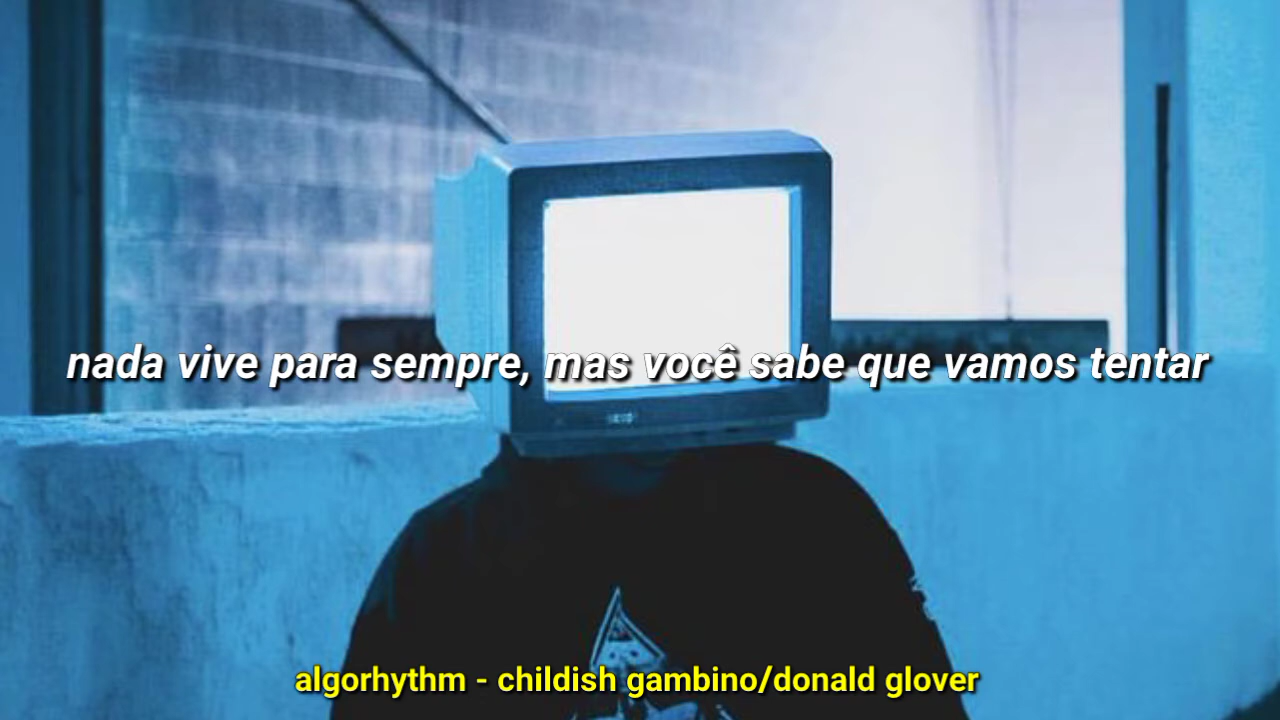 nada vive para sempre, mas você sabe que vamos tentar
algorhythm - childish gambino/donald glover